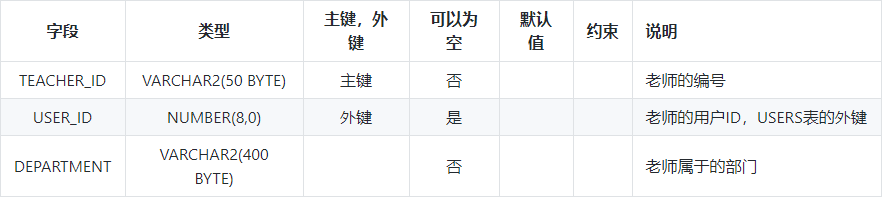 字段 类型 主键，外键 可以为空 默认值 约束 说明
TEACHER_ID VARCHAR2(50 BYTE) 主键 否 老师的编号
USER_ID NUMBER(8,0) 外键 是 老师的用户ID，USERS表的外键
DEPARTMENT VARCHAR2(400 BYTE) 否 老师属于的部门